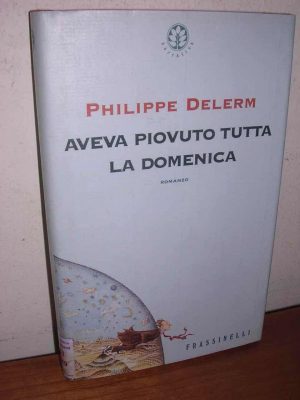 PHILIPPE DELERM
AVEVA PIOVUTO TUTTA
LA DOMENICA
ROMANZO
FRASSINELLI